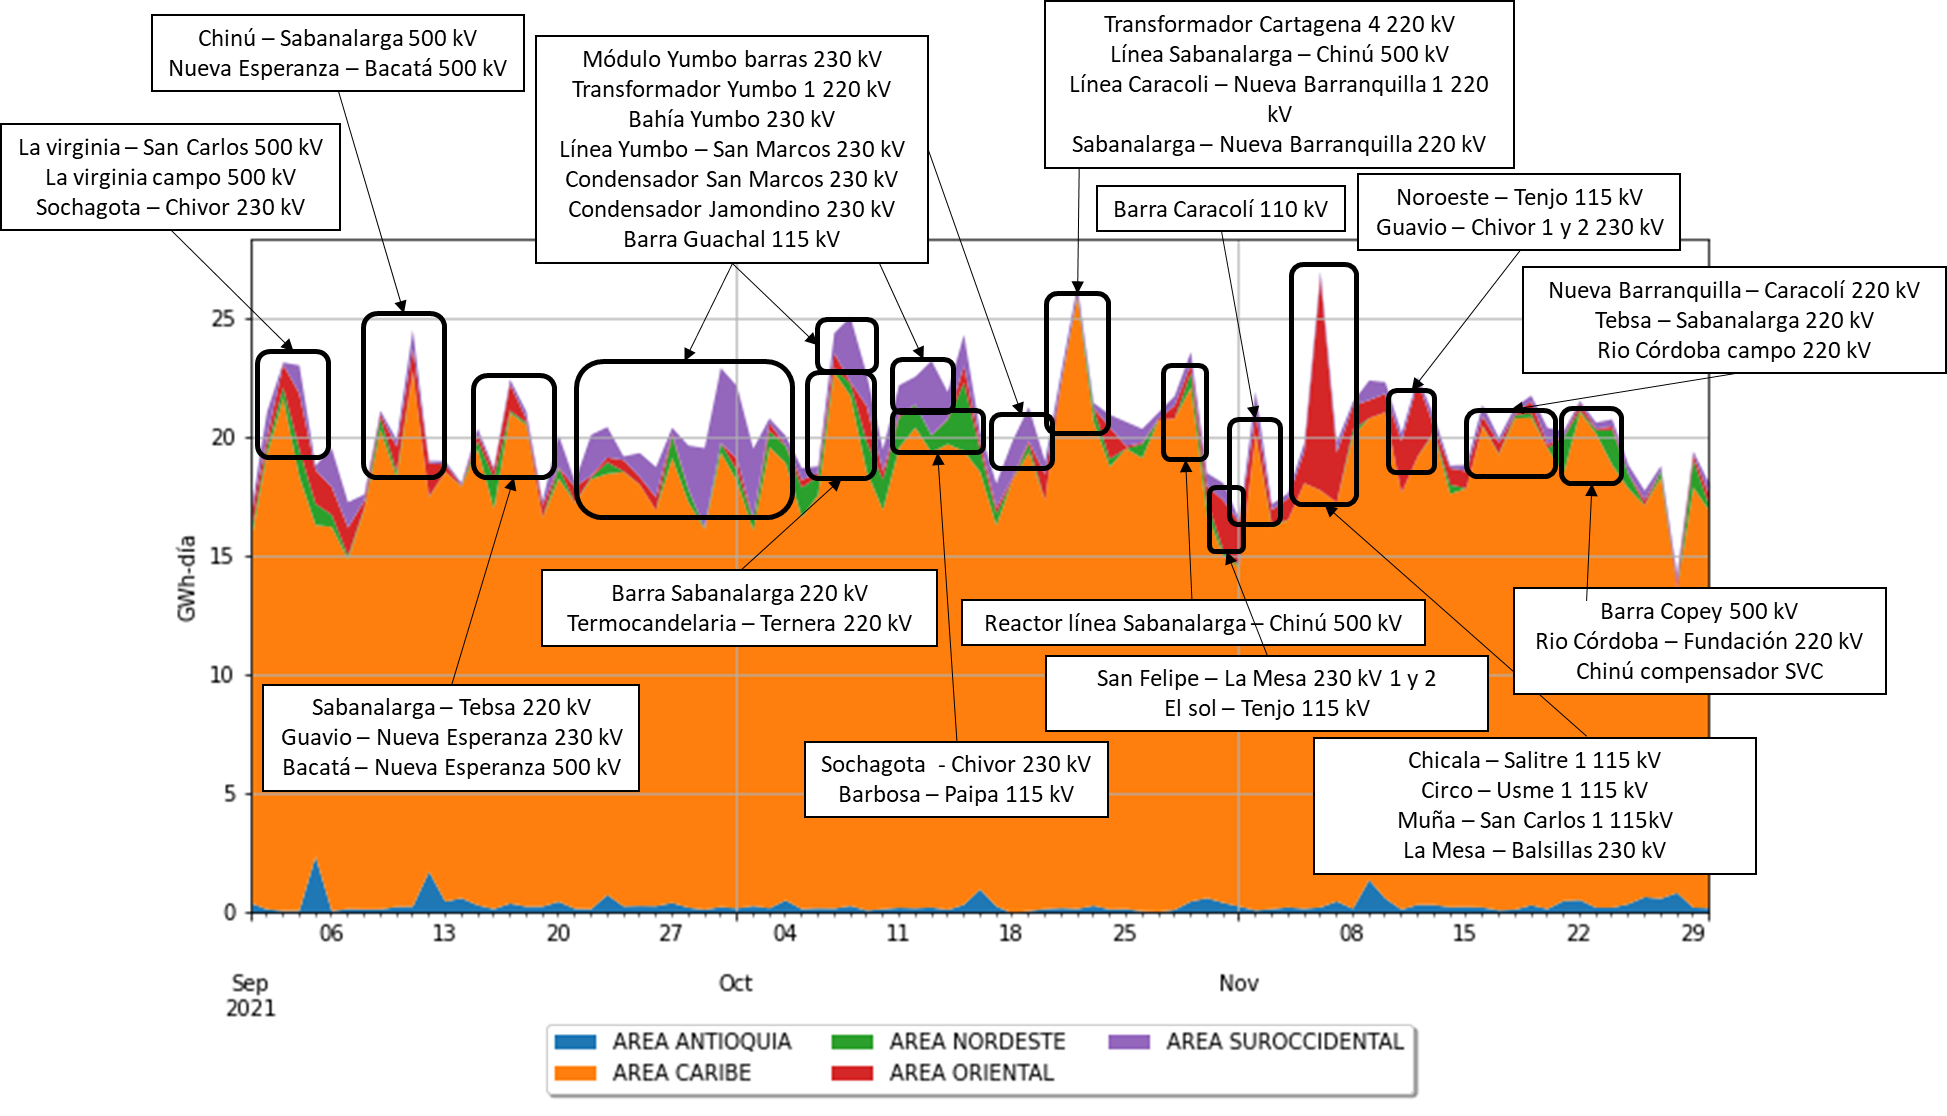 Chinú – Sabanalarga 500 kV
Nueva Esperanza – Bacatá 500 kV
La virginia – San Carlos 500 kV
La virginia campo 500 kV
Sochagota – Chivor 230 kV
Módulo Yumbo barras 230 kV
Transformador Yumbo 1 220 kV
Bahía Yumbo 230 kV
Línea Yumbo – San Marcos 230 kV
Condensador San Marcos 230 kV
Condensador Jamondino 230 kV
Barra Guachal 115 kV
Transformador Cartagena 4 220 kV
Línea Sabanalarga – Chinú 500 kV
Línea Caracoli – Nueva Barranquilla 1 220
kV
Sabanalarga – Nueva Barranquilla 220 kV
Barra Caracolí 110 kV
Noroeste – Tenjo 115 kV
Guavio – Chivor 1 y 2 230 kV
Nueva Barranquilla – Caracolí 220 kV
Tebsa – Sabanalarga 220 kV
Rio Córdoba campo 220 kV
Barra Sabanalarga 220 kV
Termocandelaria – Ternera 220 kV
Reactor línea Sabanalarga – Chinú 500 kV
Barra Copey 500 kV
Rio Córdoba – Fundación 220 kV
Chinú compensador SVC
San Felipe – La Mesa 230 kV 1 y 2
El sol – Tenjo 115 kV
Sabanalarga – Tebsa 220 kV
Guavio – Nueva Esperanza 230 kV
Bacatá – Nueva Esperanza 500 kV
Sochagota - Chivor 230 kV
Barbosa – Paipa 115 kV
Chicala – Salitre 1 115 kV
Circo – Usme 1 115 kV
Muña – San Carlos 1 115kV
La Mesa – Balsillas 230 kV
GWh-día
25
20
15
10
5
0
06 13 20 27 04 11 18 25 08 15 22 29
Sep Oct Nov
2021
AREA ANTIOQUIA AREA NORDESTE AREA SUROCCIDENTAL
AREA CARIBE AREA ORIENTAL